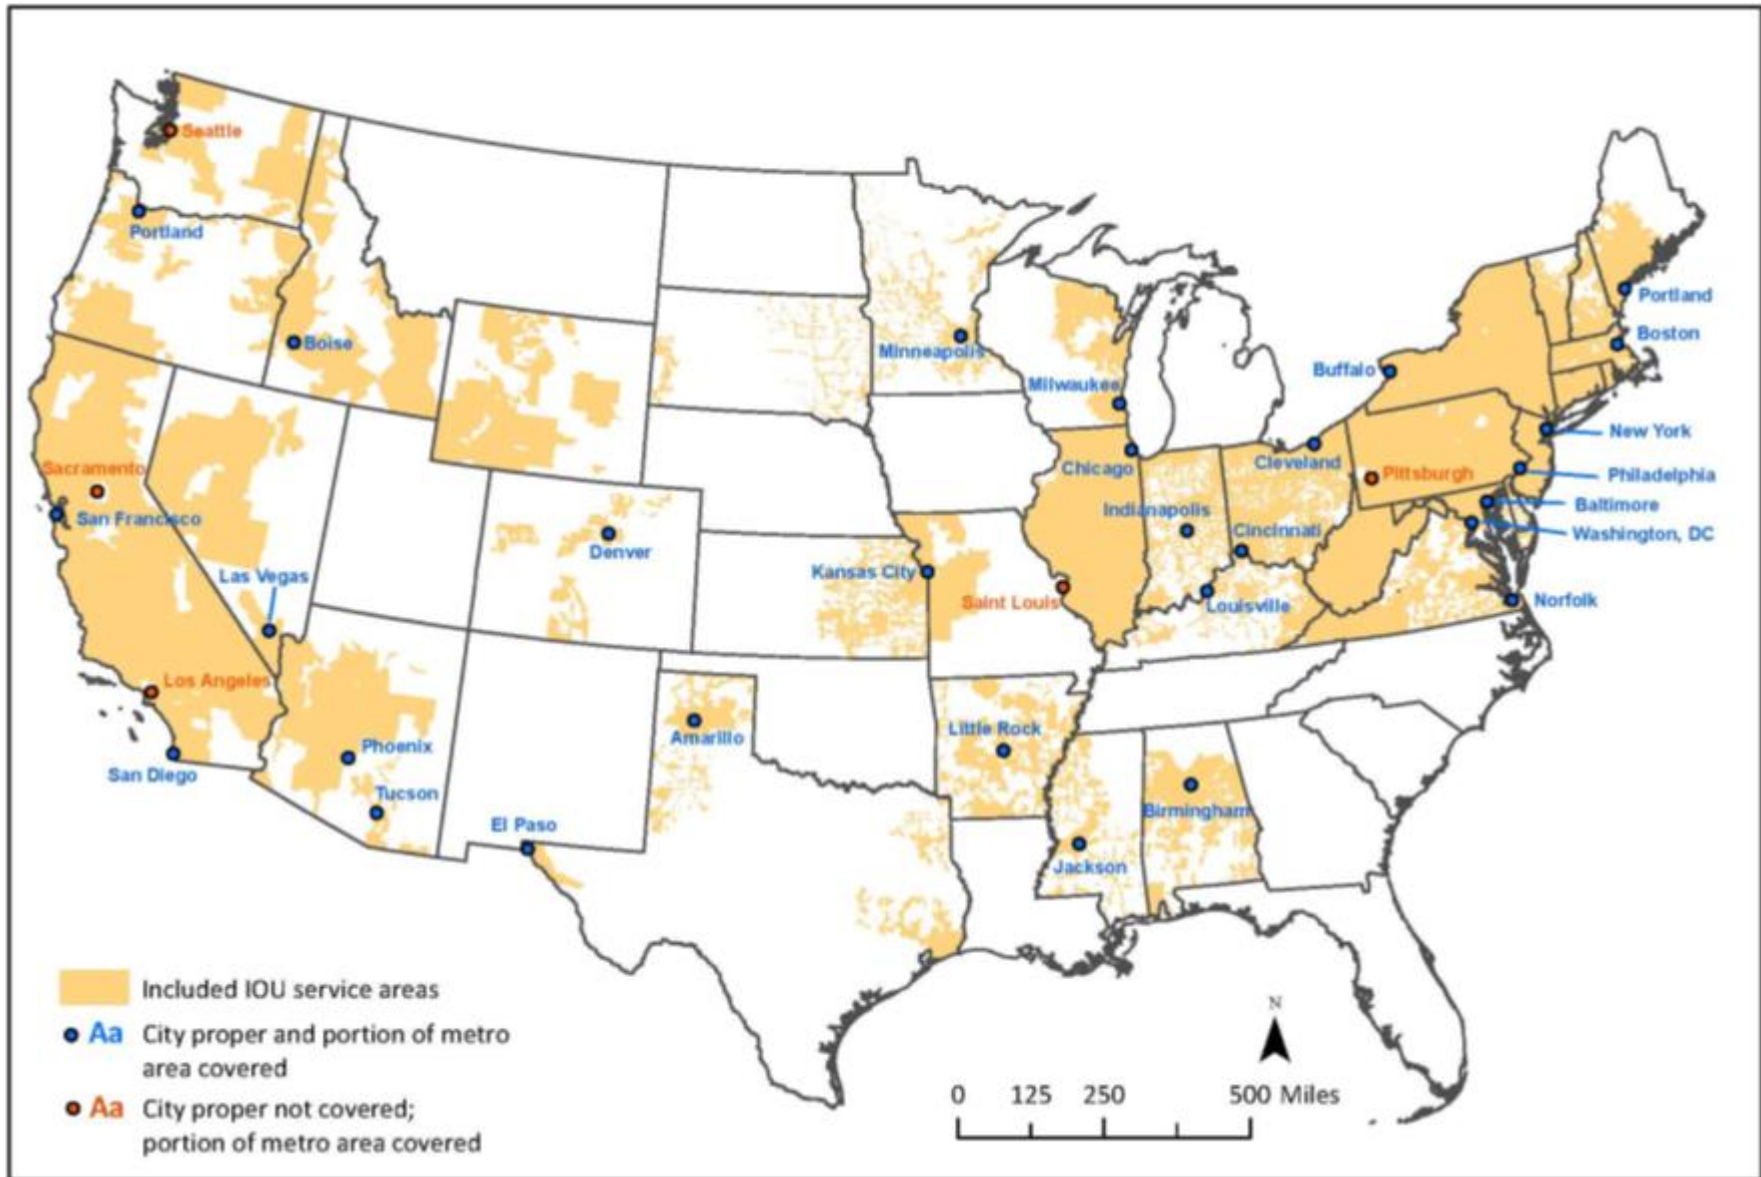 Seattle
Portland
Boise
Minneapolis
Milwaukee
Portland
Boston
Buffalo
New York
Sacramento
San Francisco
Chicago
Cleveland
Pittsburgh
Philadelphia
Baltimore
Washington, DC
Indianapolis
Cincinnati
Denver
Kansas City
Las Vegas
Saint Louis
Louisville
Norfolk
Los Angeles
San Diego
Phoenix
Tucson
Amarillo
Little Rock
El Paso
Birmingham
Jackson
Included IOU service areas
Aa City proper and portion of metro
area covered
Aa City proper not covered;
portion of metro area covered
N
0 125 250 500 Miles